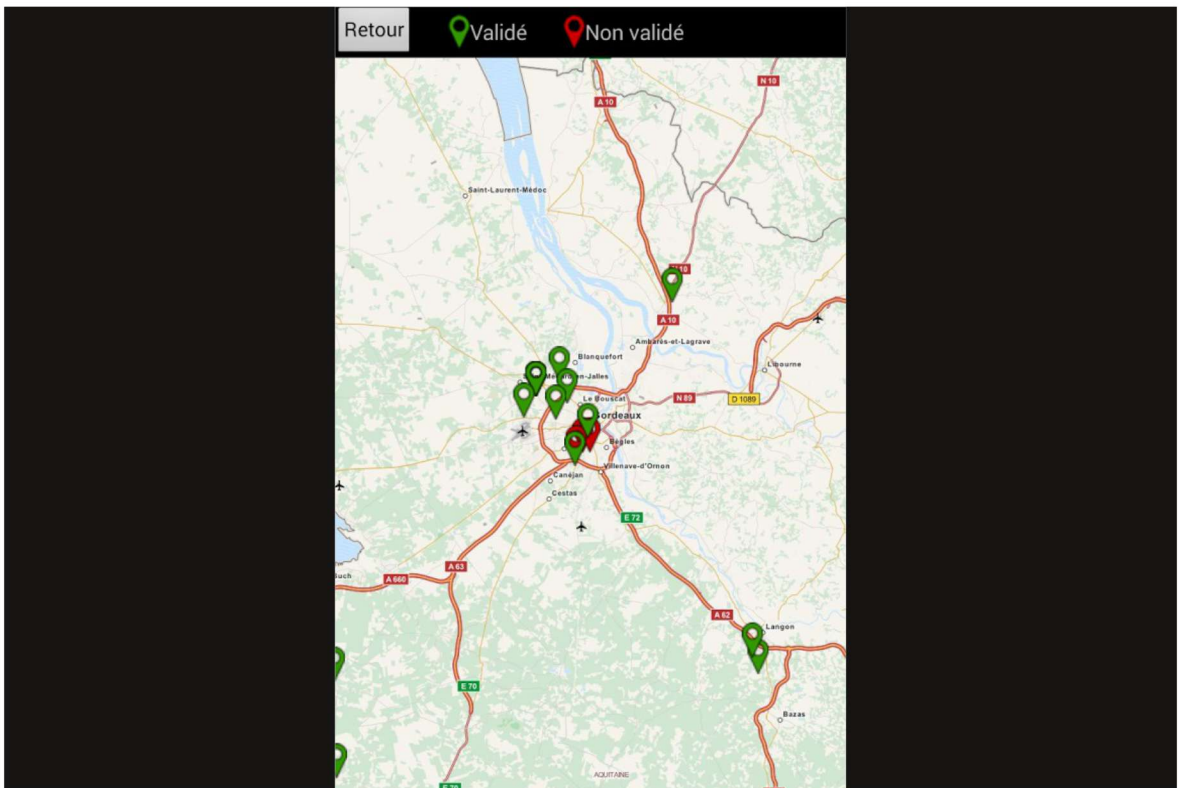 Retour
Validé
Non validé
N 10
A 10
Saint-Laurent-Médoc
A 10
Ambarès-et-Lagrave
Blanquefort
Libourne
Le Bouscat
N 89
D 1089
Bordeaux
Bègles
Villenave-d'Ornon
Canéjan
Cestas
E 72
A 63
A 660
A 62
Langon
E 70
Bazas
AQUITAINE